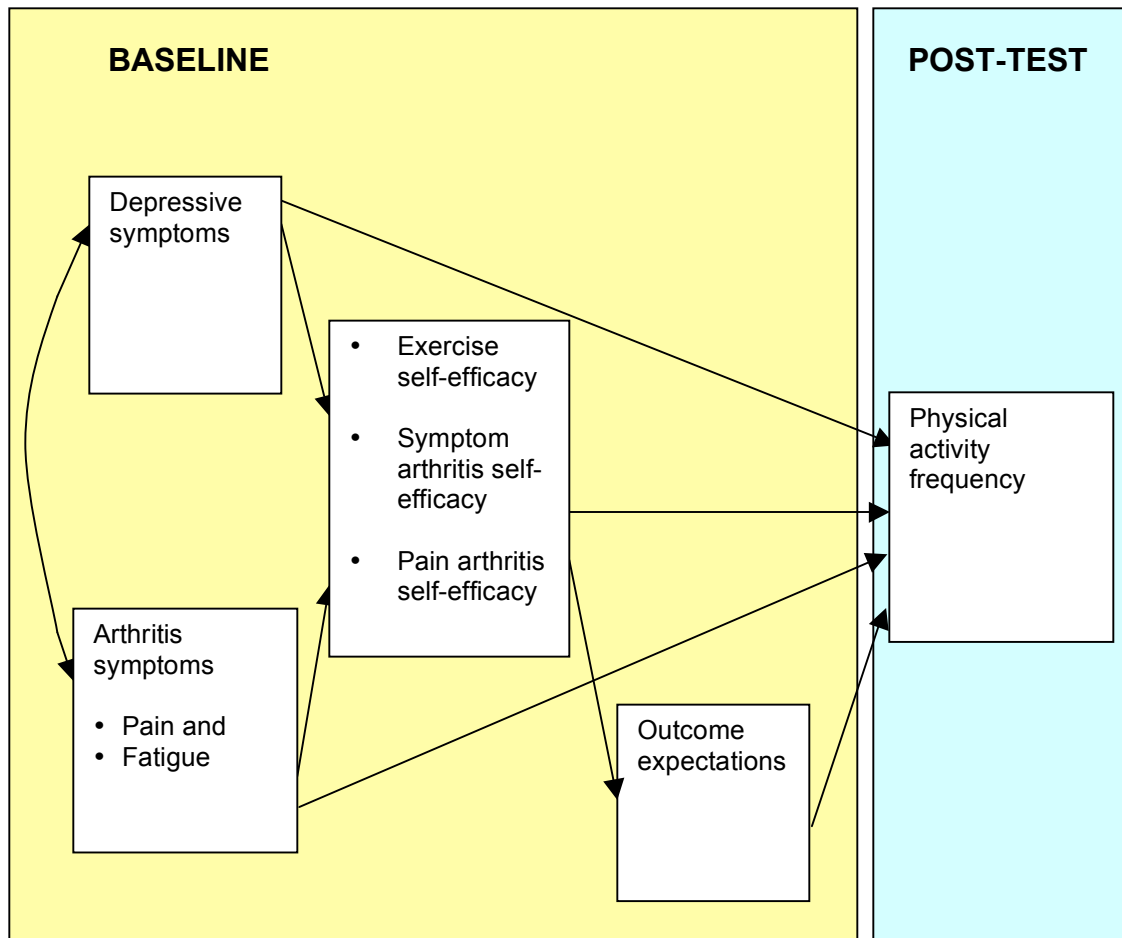 BASELINE
POST-TEST
Depressive
symptoms
• Exercise
self-efficacy
• Symptom
arthritis self-
efficacy
• Pain arthritis
self-efficacy
Physical
activity
frequency
Arthritis
symptoms
• Pain and
• Fatigue
Outcome
expectations